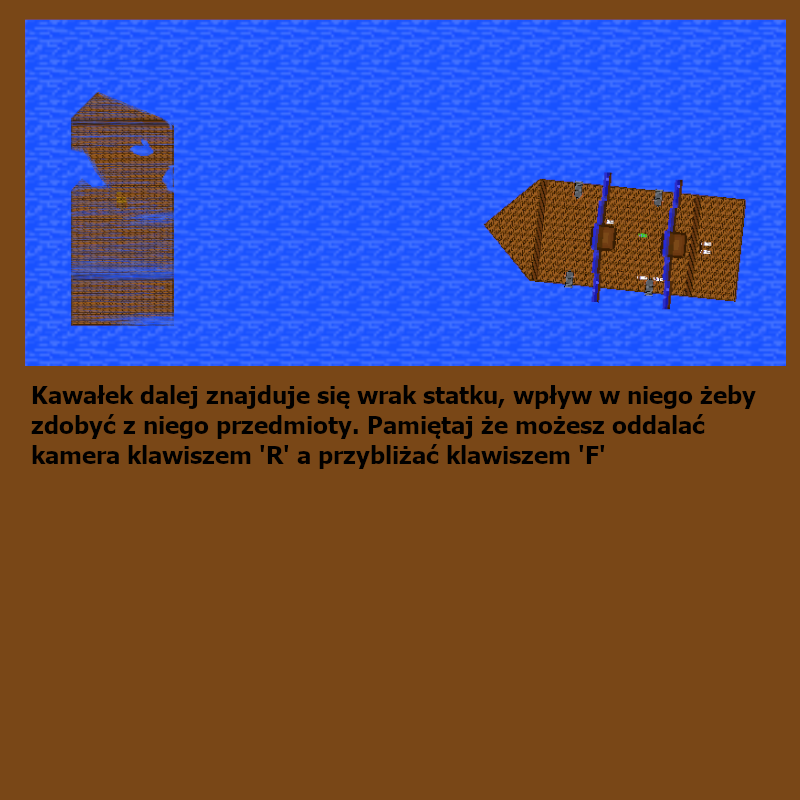 Kawałek dalej znajduje się wrak statku, wpływ w niego żeby
zdobyć z niego przedmioty. Pamiętaj że możesz oddalać
kamera klawiszem 'R' a przybliżać klawiszem 'F'